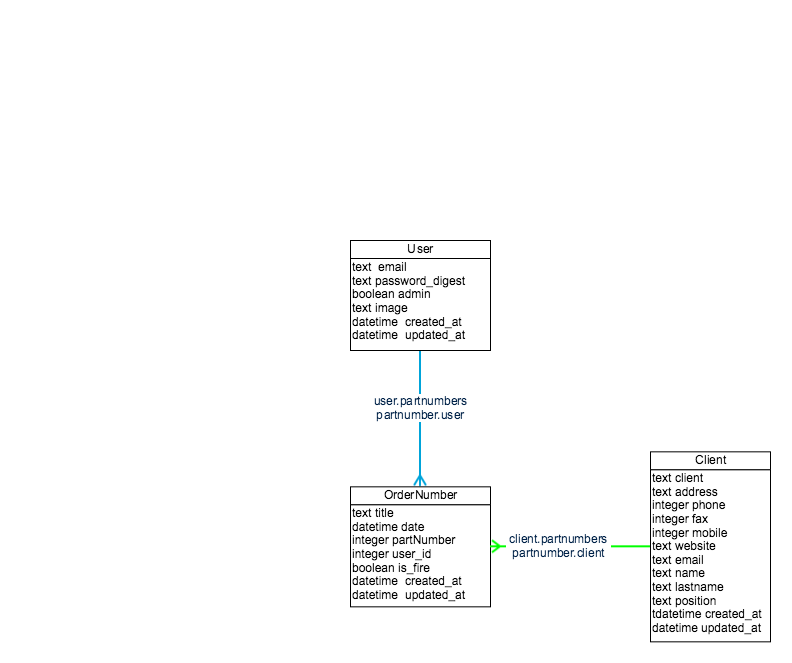 User
text  email
text password_digest
boolean admin
text image
datetime  created_at
datetime  updated_at
user.partnumbers
partnumber.user
OrderNumber
text title
datetime date
integer partNumber
integer user_id
boolean is_fire
datetime  created_at
datetime  updated_at
client.partnumbers
partnumber.client
Client
text client
text address
integer phone
integer fax
integer mobile
text website
text email
text name
text lastname
text position
tdatetime created_at
datetime updated_at